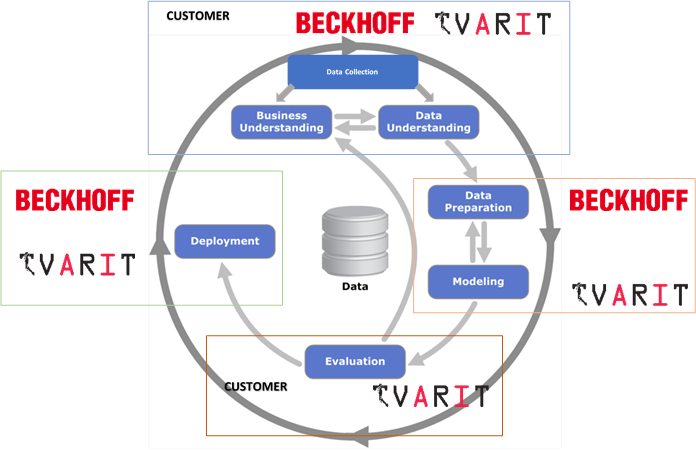 CUSTOMER
BECKHOFF TVARIT
Data Collection
Business
Understanding
Data
Understanding
BECKHOFF
TVARIT
Deployment
Data
Data
Preparation
Modeling
BECKHOFF
TVARIT
Evaluation
CUSTOMER
TVARIT